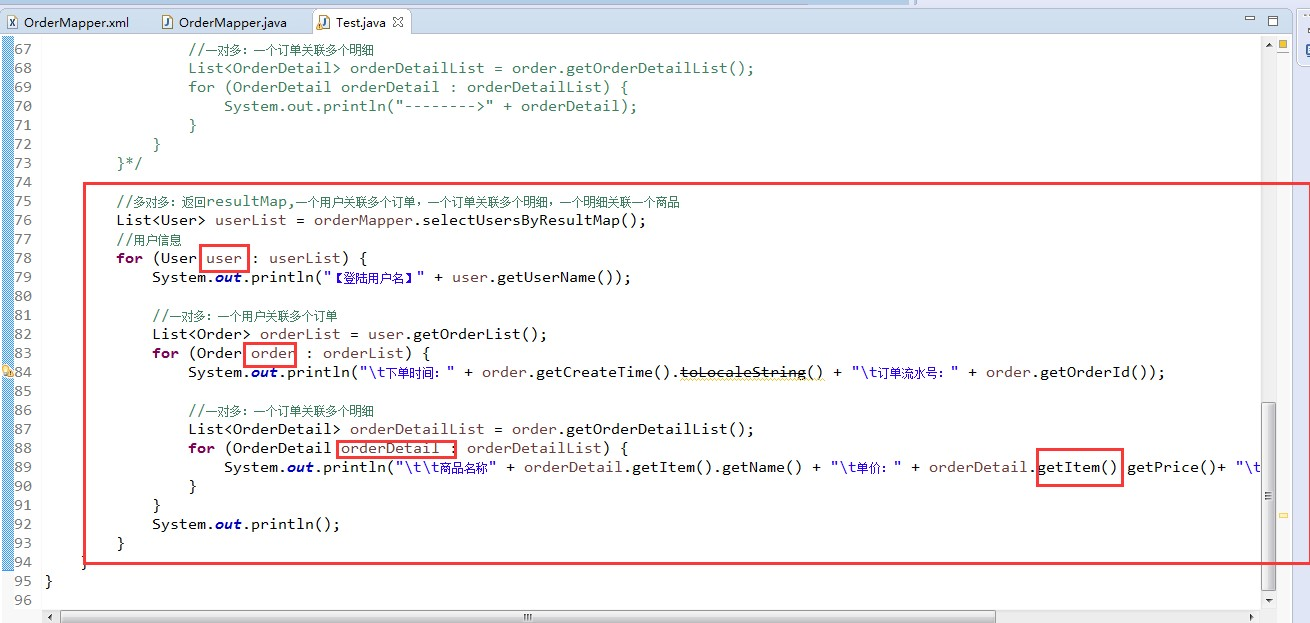 OrderMapper.xml OrderMapper.java Test.java
67 //一对多：一个订单关联多个明细
68 List<OrderDetail> orderDetailList = order.getOrderDetailList();
69 for (OrderDetail orderDetail : orderDetailList) {
70 System.out.println("-------->" + orderDetail);
71 }
72 }
73 }*/
74
75 //多对多：返回resultMap,一个用户关联多个订单，一个订单关联多个明细，一个明细关联一个商品
76 List<User> userList = orderMapper.selectUsersByResultMap();
77 //用户信息
78 for (User user : userList) {
79 System.out.println("【登陆用户名】" + user.getUserName());
80
81 //一对多：一个用户关联多个订单
82 List<Order> orderList = user.getOrderList();
83 for (Order order : orderList) {
84 System.out.println("\t下单时间：" + order.getCreateTime().toLocaleString() + "\t订单流水号：" + order.getOrderId());
85
86 //一对多：一个订单关联多个明细
87 List<OrderDetail> orderDetailList = order.getOrderDetailList();
88 for (OrderDetail orderDetail : orderDetailList) {
89 System.out.println("\t\t商品名称" + orderDetail.getItem().getName() + "\t单价：" + orderDetail.getItem().getPrice()+ "\t
90 }
91 }
92 System.out.println();
93 }
94 }
95 }
96